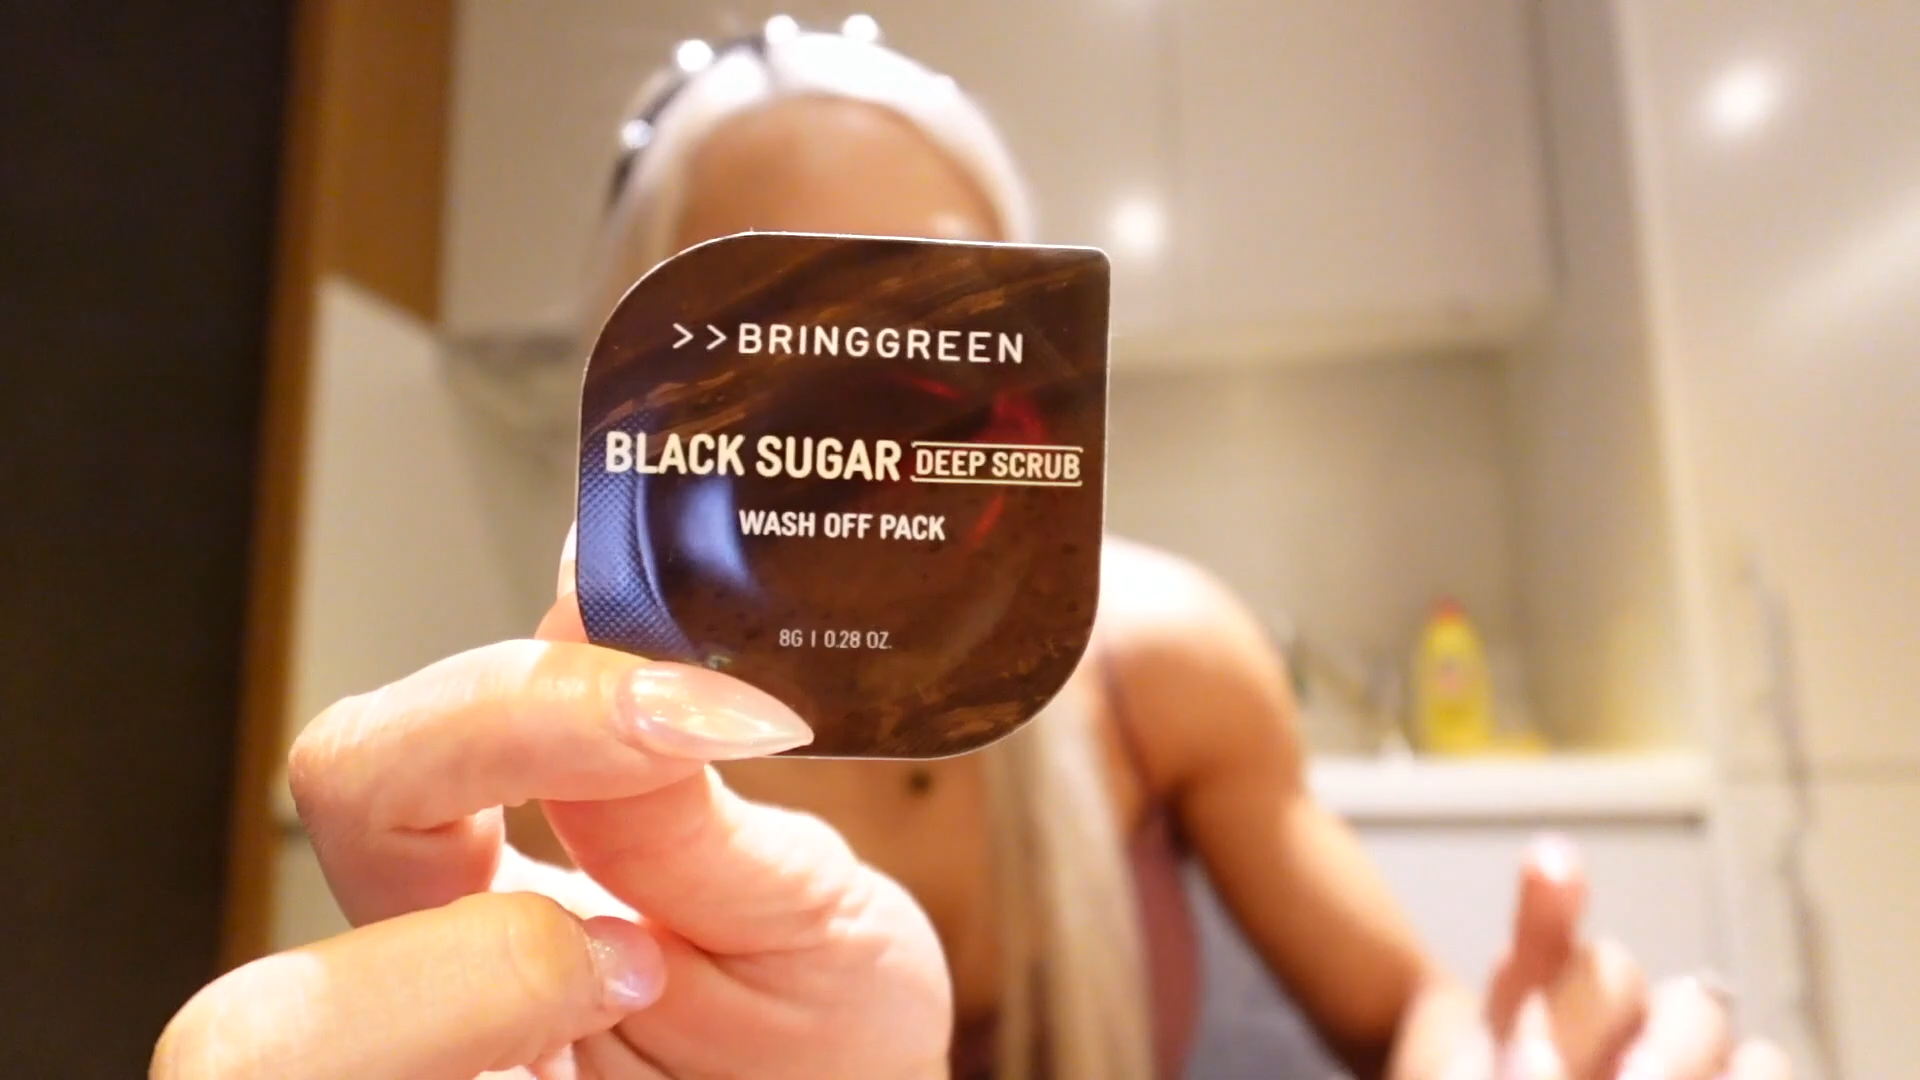 >>BRINGGREEN
BLACK SUGAR DEEP SCRUB
WASH OFF PACK
8G | 0.28 OZ.